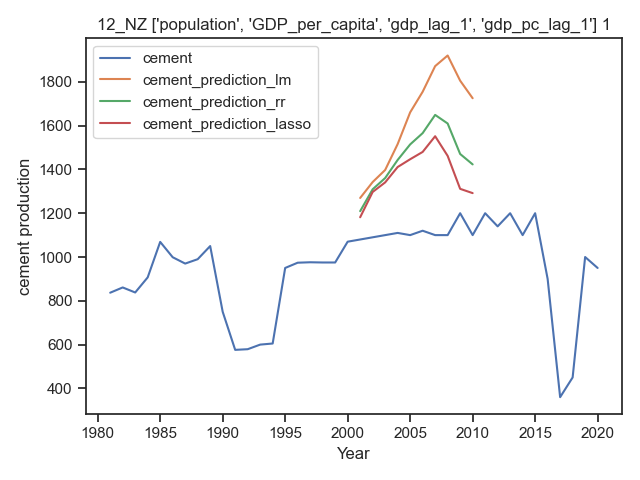 12_NZ ['population', 'GDP_per_capita', 'gdp_lag_1', 'gdp_pc_lag_1'] 1
cement
cement_prediction_lm
cement_prediction_rr
cement_prediction_lasso
cement production
1800
1600
1400
1200
1000
800
600
400
1980 1985 1990 1995 2000 2005 2010 2015 2020
Year